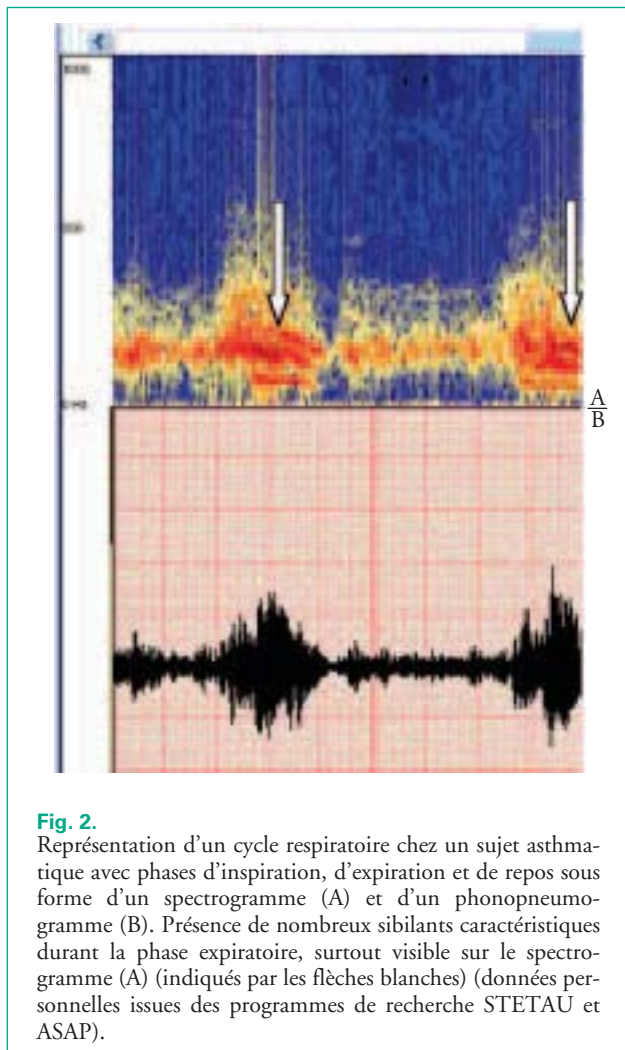 A
B
Fig. 2.
Représentation d'un cycle respiratoire chez un sujet asthma-
tique avec phases d'inspiration, d'expiration et de repos sous
forme d'un spectrogramme (A) et d'un phonopneumo-
gramme (B). Présence de nombreux sibilants caractéristiques
durant la phase expiratoire, surtout visible sur le spectro-
gramme (A) (indiqués par les flèches blanches) (données per-
sonnelles issues des programmes de recherche STETAU et
ASAP).